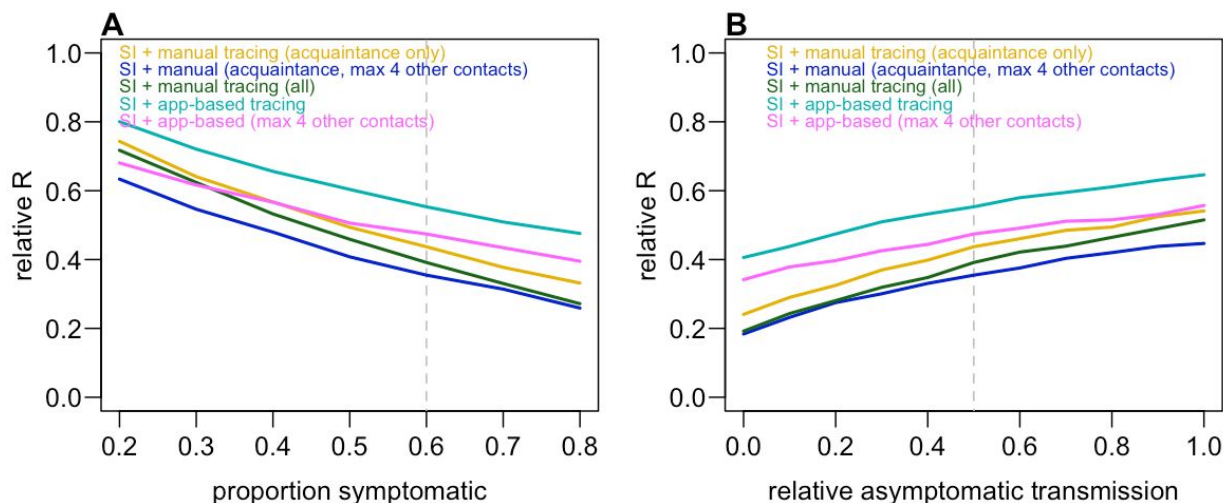 A
SI + manual tracing (acquaintance only)
SI + manual (acquaintance, max 4 other contacts)
SI + manual tracing (all)
SI + app-based tracing
SI + app-based (max 4 other contacts)
relative R
1.0
0.8
0.6
0.4
0.2
0.0
0.2 0.3 0.4 0.5 0.6 0.7 0.8
proportion symptomatic
B
SI + manual tracing (acquaintance only)
SI + manual (acquaintance, max 4 other contacts)
SI + manual tracing (all)
SI + app-based tracing
SI + app-based (max 4 other contacts)
relative R
1.0
0.8
0.6
0.4
0.2
0.0
0.0 0.2 0.4 0.6 0.8 1.0
relative asymptomatic transmission